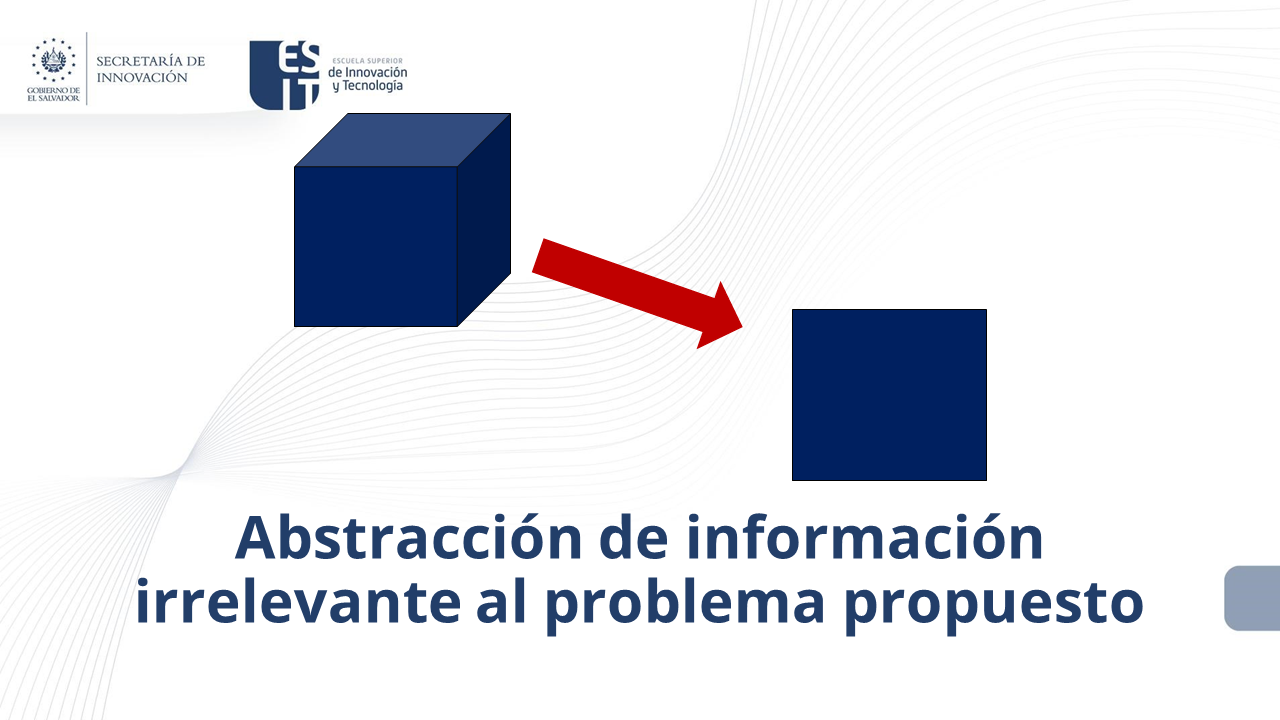 GOBIERNO DE
EL SALVADOR
SECRETARÍA DE
INNOVACIÓN
ES
IT
ESCUELA SUPERIOR
de Innovación
y Tecnología
Abstracción de información
irrelevante al problema propuesto